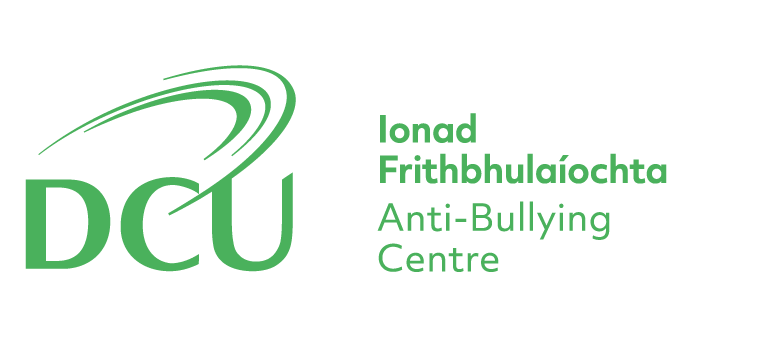 DCU
Ionad
Frithbhulaíochta
Anti-Bullying
Centre